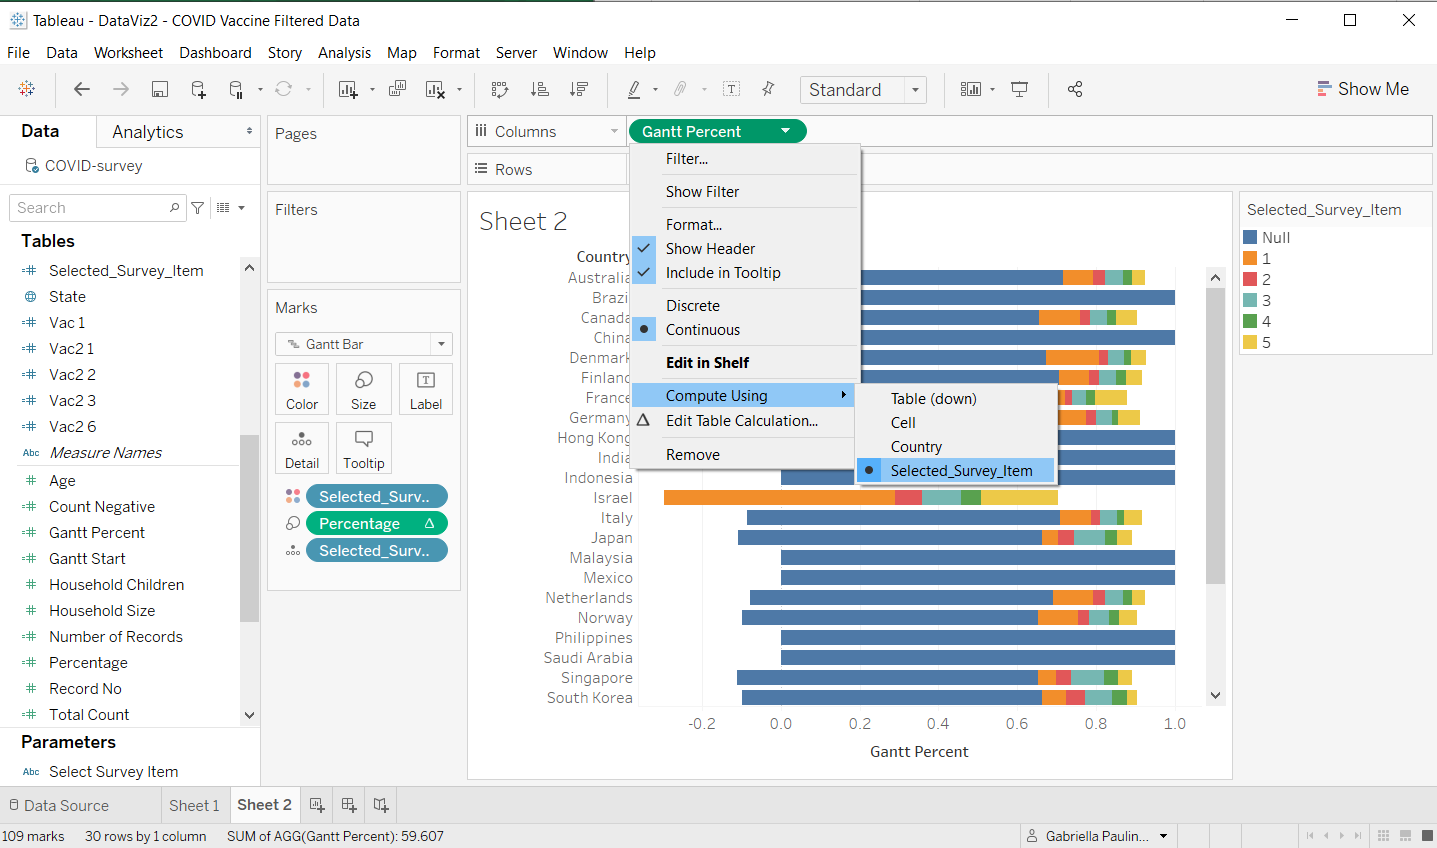 Tableau - DataViz2 - COVID Vaccine Filtered Data
File Data Worksheet Dashboard Story Analysis Map Format Server Window Help
Standard
Show Me
Data
Analytics
COVID-survey
Search
Tables
Selected_Survey_Item
State
Vac 1
Vac2 1
Vac2 2
Vac2 3
Vac2 6
Abc Measure Names
Age
Count Negative
Gantt Percent
Gantt Start
Household Children
Household Size
Number of Records
Percentage
Record No
Total Count
Parameters
Abc Select Survey Item
Pages
Filters
Marks
Gantt Bar
Color
Size
Label
Detail
Tooltip
Selected_Surv..
Percentage
Selected_Surv..
Columns
Gantt Percent
Rows
Filter...
Show Filter
Format...
Show Header
Include in Tooltip
Discrete
Continuous
Edit in Shelf
Compute Using
Edit Table Calculation...
Remove
Table (down)
Cell
Country
Selected_Survey_Item
Sheet 2
Country
Australia
Brazi
Canada
China
Denmark
Finland
France
Germany
Hong Kong
India
Indonesia
Israel
Italy
Japan
Malaysia
Mexico
Netherlands
Norway
Philippines
Saudi Arabia
Singapore
South Korea
-0.2 0.0 0.2 0.4 0.6 0.8 1.0
Gantt Percent
Selected_Survey_Item
Null
1
2
3
4
5
Data Source
Sheet 1
Sheet 2
109 marks 30 rows by 1 column SUM of AGG(Gantt Percent): 59.607
Gabriella Paulin...